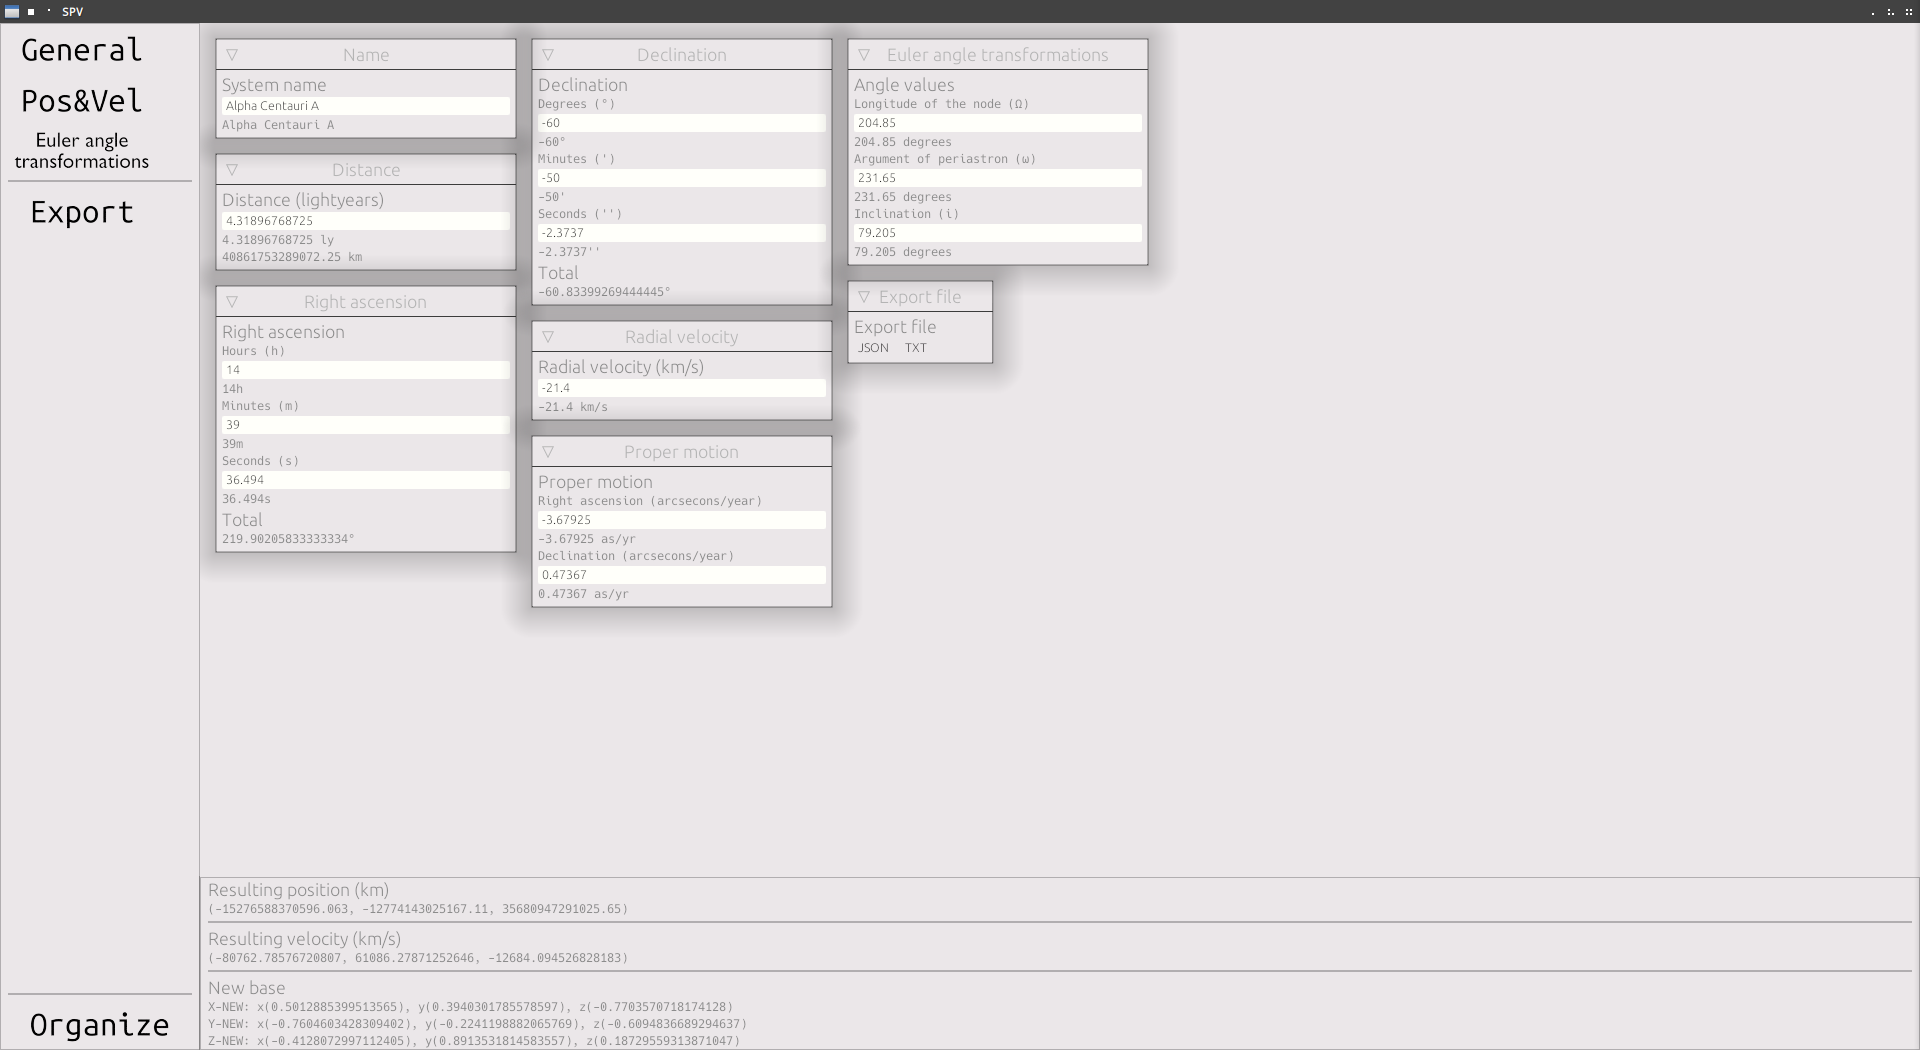 SPV
General
Pos&Vel
Euler angle
transformations
Export
Organize
Name
System name
Alpha Centauri A
Alpha Centauri A
Distance
Distance (lightyears)
4.31896768725
4.31896768725 ly
40861753289072.25 km
Right ascension
Right ascension
Hours (h)
14
14h
Minutes (m)
39
39m
Seconds (s)
36.494
36.494s
Total
219.90205833333334°
Declination
Declination
Degrees (°)
-60
-60°
Minutes (')
-50
-50'
Seconds ('')
-2.3737
-2.3737''
Total
-60.83399269444445°
Radial velocity
Radial velocity (km/s)
-21.4
-21.4 km/s
Proper motion
Proper motion
Right ascension (arcsecons/year)
-3.67925
-3.67925 as/yr
Declination (arcsecons/year)
0.47367
0.47367 as/yr
Euler angle transformations
Angle values
Longitude of the node (Ω)
204.85
204.85 degrees
Argument of periastron (ω)
231.65
231.65 degrees
Inclination (i)
79.205
79.205 degrees
Export file
Export file
JSON TXT
Resulting position (km)
(-15276588370596.063, -12774143025167.11, 35680947291025.65)
Resulting velocity (km/s)
(-80762.78576720807, 61086.27871252646, -12684.094526828183)
New base
X-NEW: x(0.5012885399513565), y(0.3940301785578597), z(-0.7703570718174128)
Y-NEW: x(-0.7604603428309402), y(-0.2241198882065769), z(-0.6094836689294637)
Z-NEW: x(-0.4128072997112405), y(0.8913531814583557), z(0.18729559313871047)